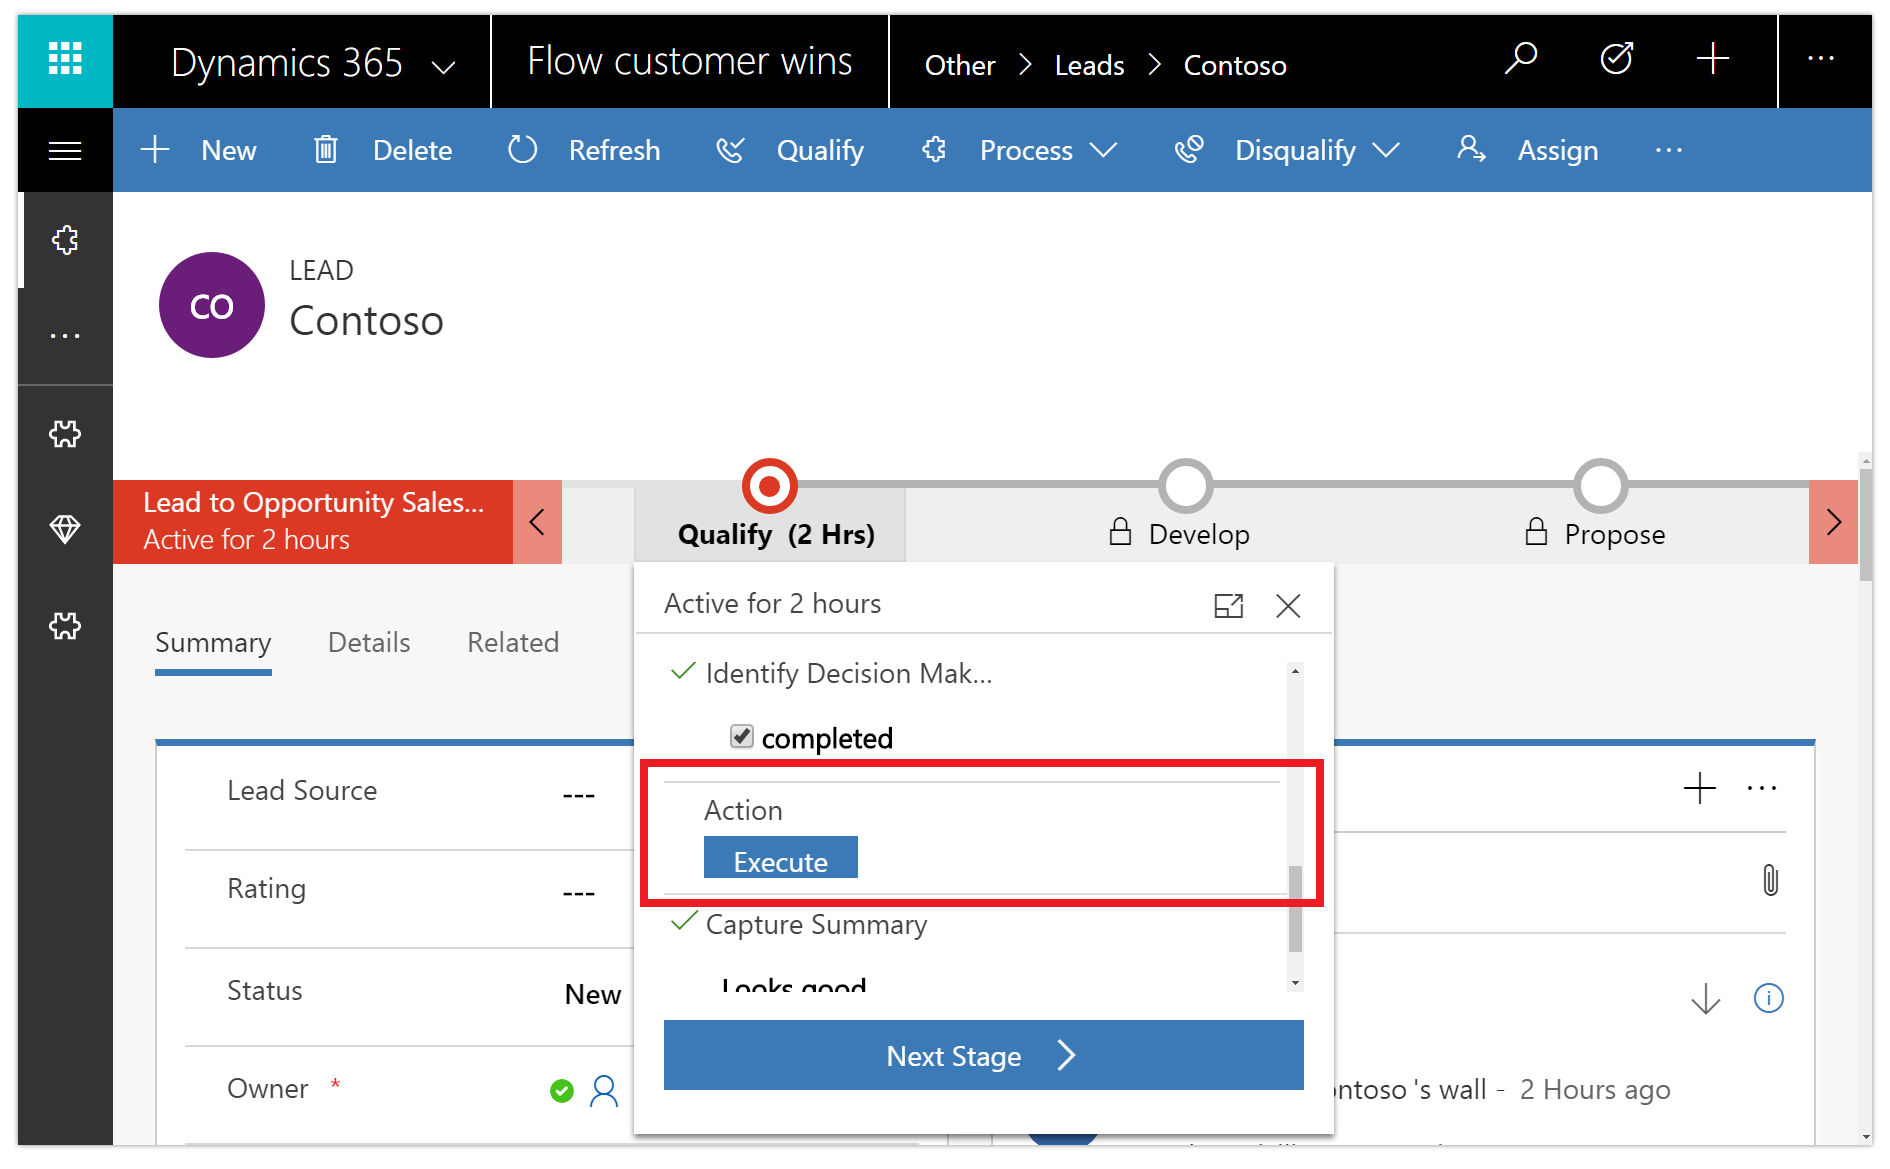 Dynamics 365
Flow customer wins
Other > Leads > Contoso
New
Delete
Refresh
Qualify
Process
Disqualify
Assign
CO
LEAD
Contoso
Lead to Opportunity Sales...
Active for 2 hours
Qualify (2 Hrs)
Develop
Propose
Summary
Details
Related
Active for 2 hours
Identify Decision Mak...
completed
Action
Execute
Capture Summary
Looks good
Next Stage
Lead Source
---
Rating
---
Status
New
Owner *
ontoso 's wall - 2 Hours ago